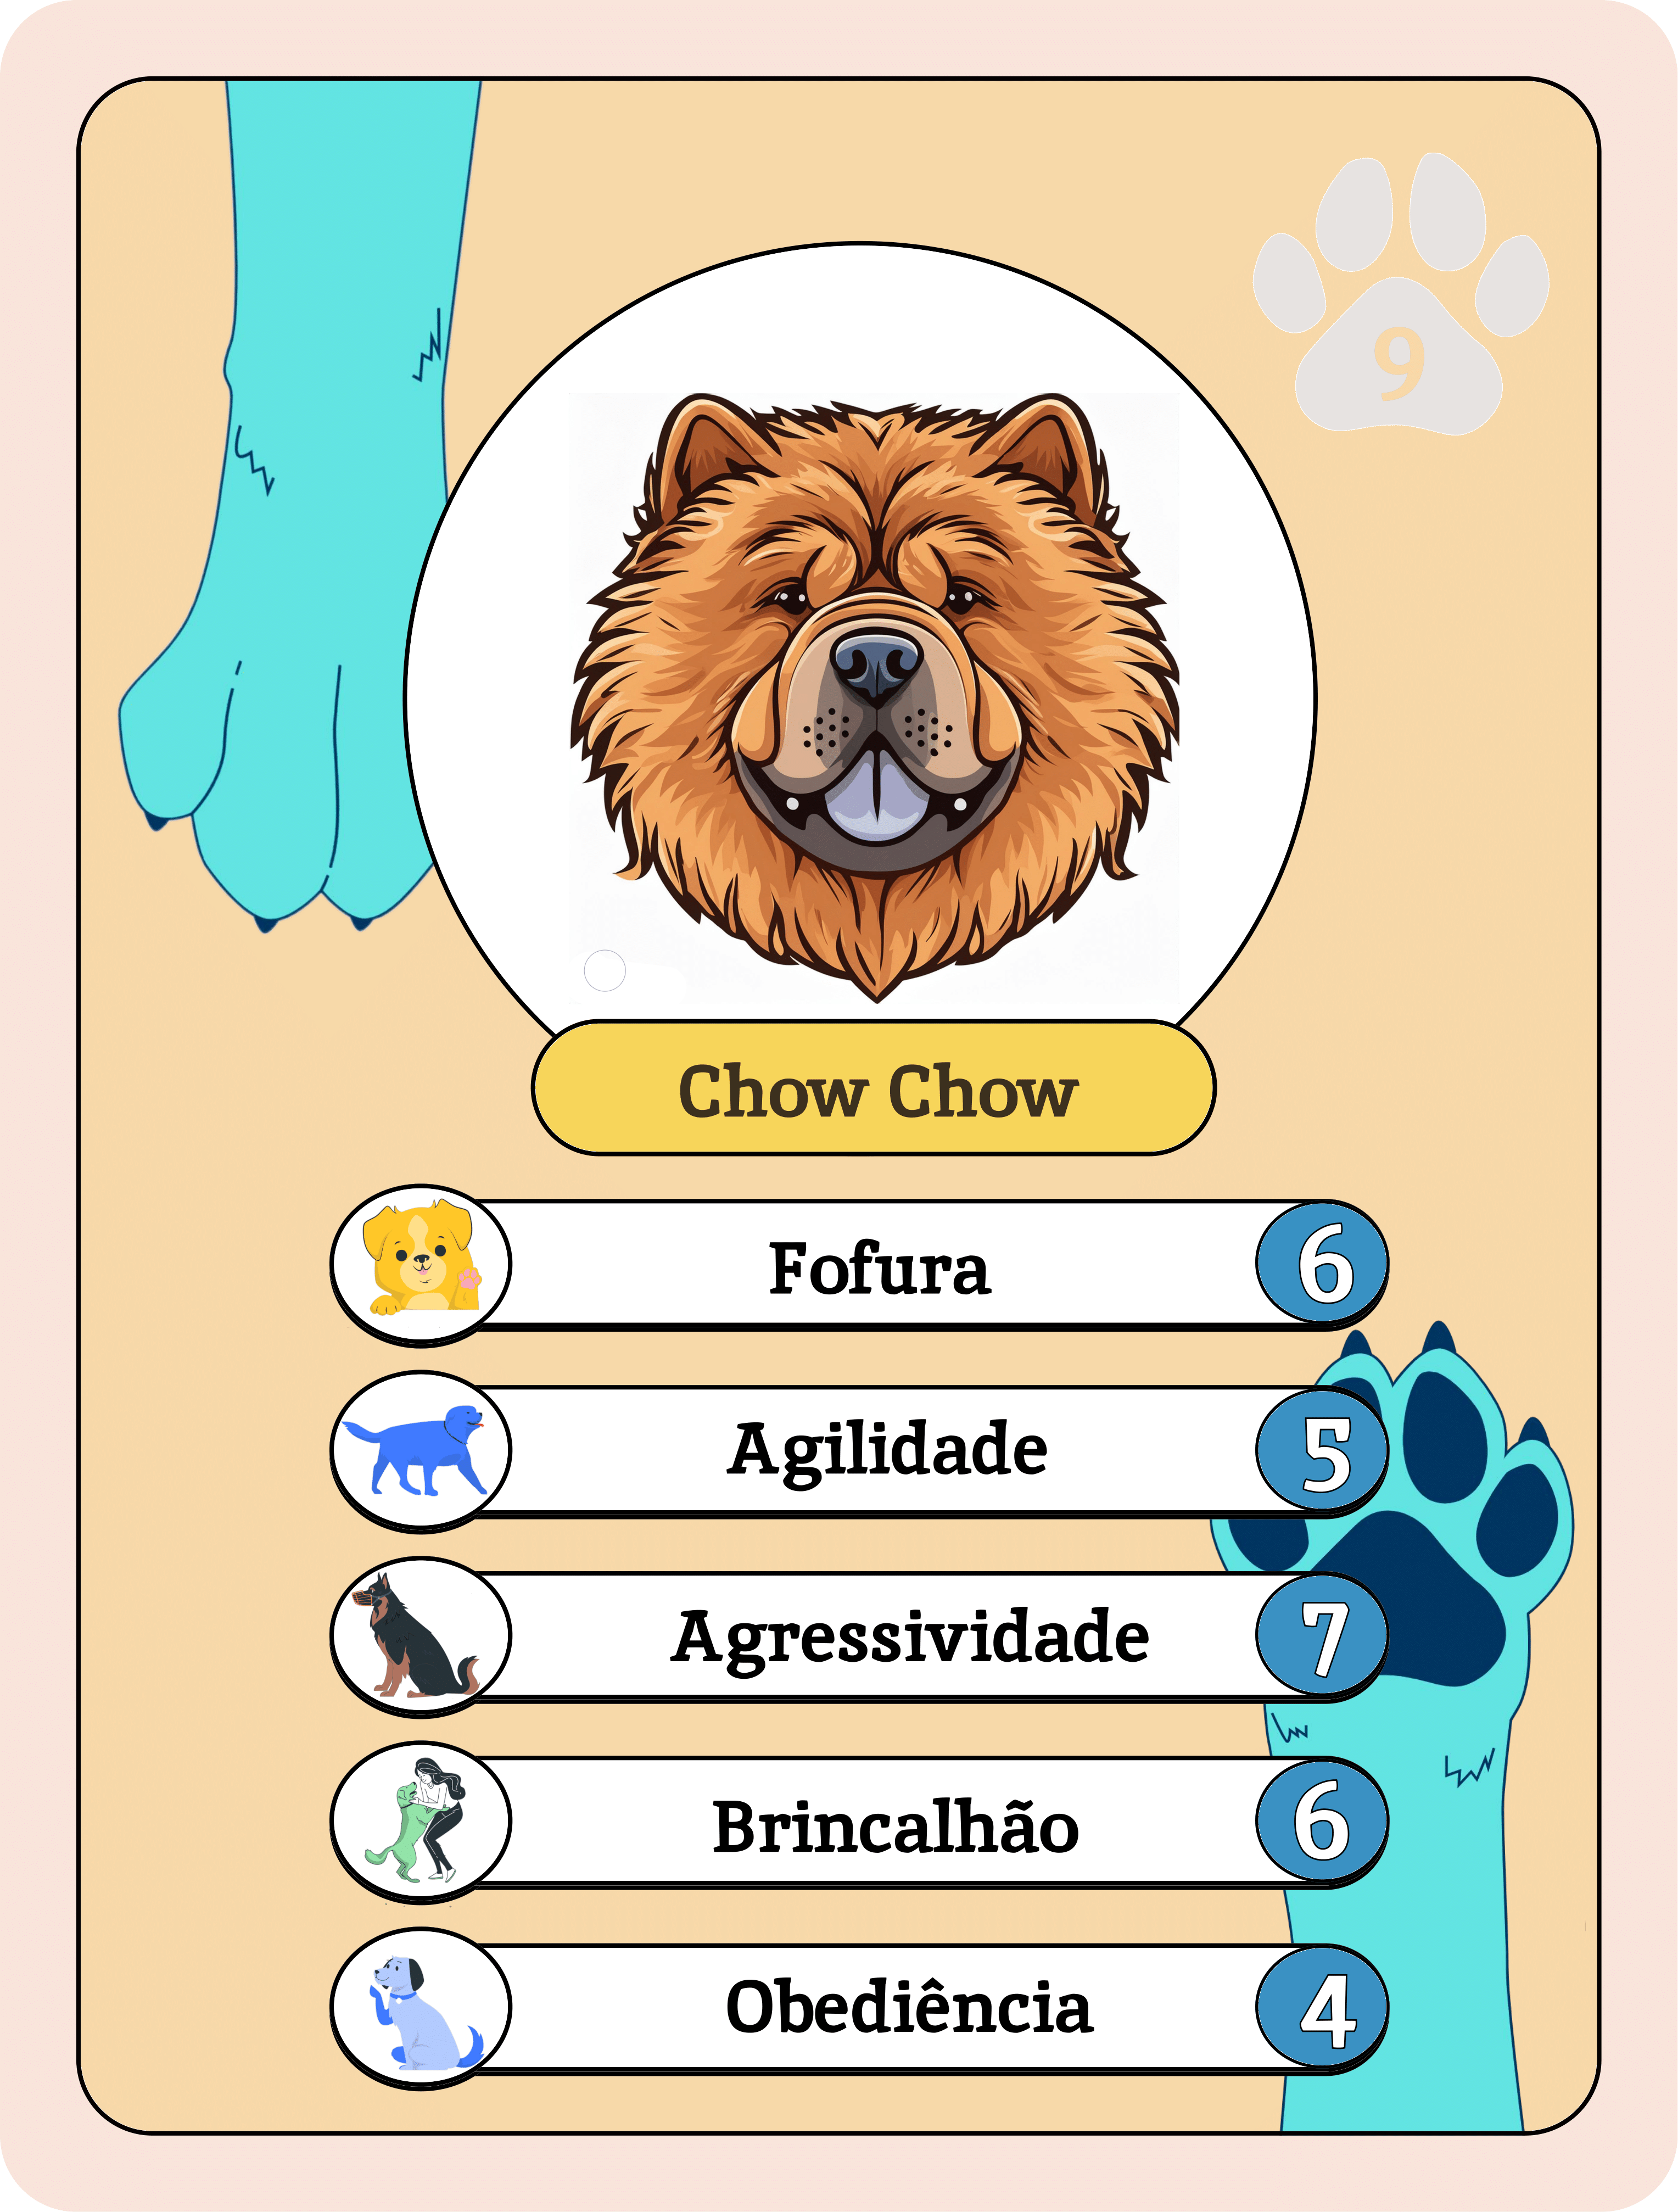 9
Chow Chow
Fofura 6
Agilidade 5
Agressividade 7
Brincalhão 6
Obediência 4